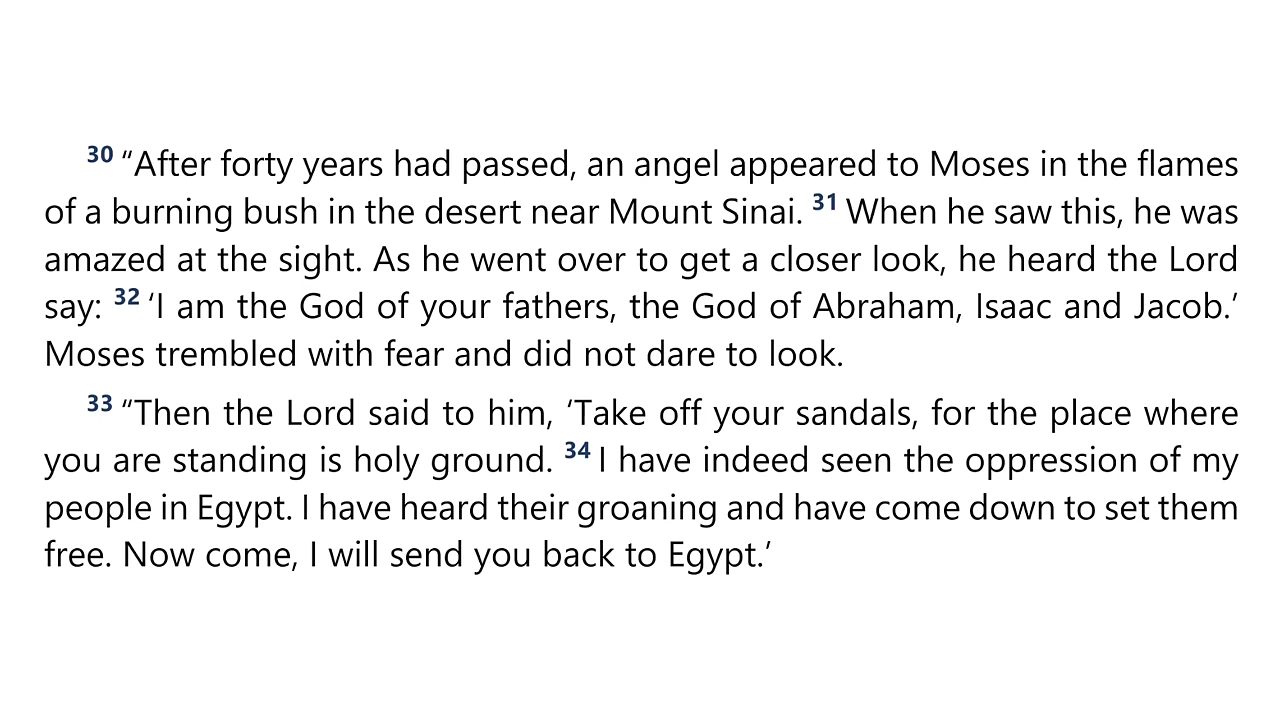 30 “After forty years had passed, an angel appeared to Moses in the flames
of a burning bush in the desert near Mount Sinai. 31 When he saw this, he was
amazed at the sight. As he went over to get a closer look, he heard the Lord
say: 32 ‘I am the God of your fathers, the God of Abraham, Isaac and Jacob.’
Moses trembled with fear and did not dare to look.
33 “Then the Lord said to him, ‘Take off your sandals, for the place where
you are standing is holy ground. 34 I have indeed seen the oppression of my
people in Egypt. I have heard their groaning and have come down to set them
free. Now come, I will send you back to Egypt.’